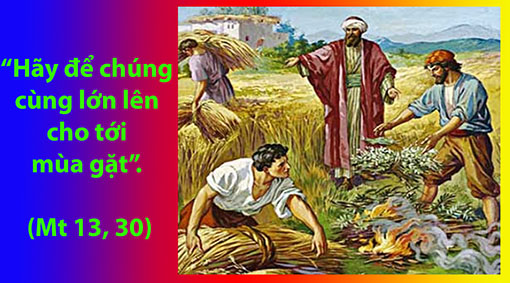 “Hãy để chúng
cùng lớn lên
cho tới
mùa gặt”.
(Mt 13, 30)